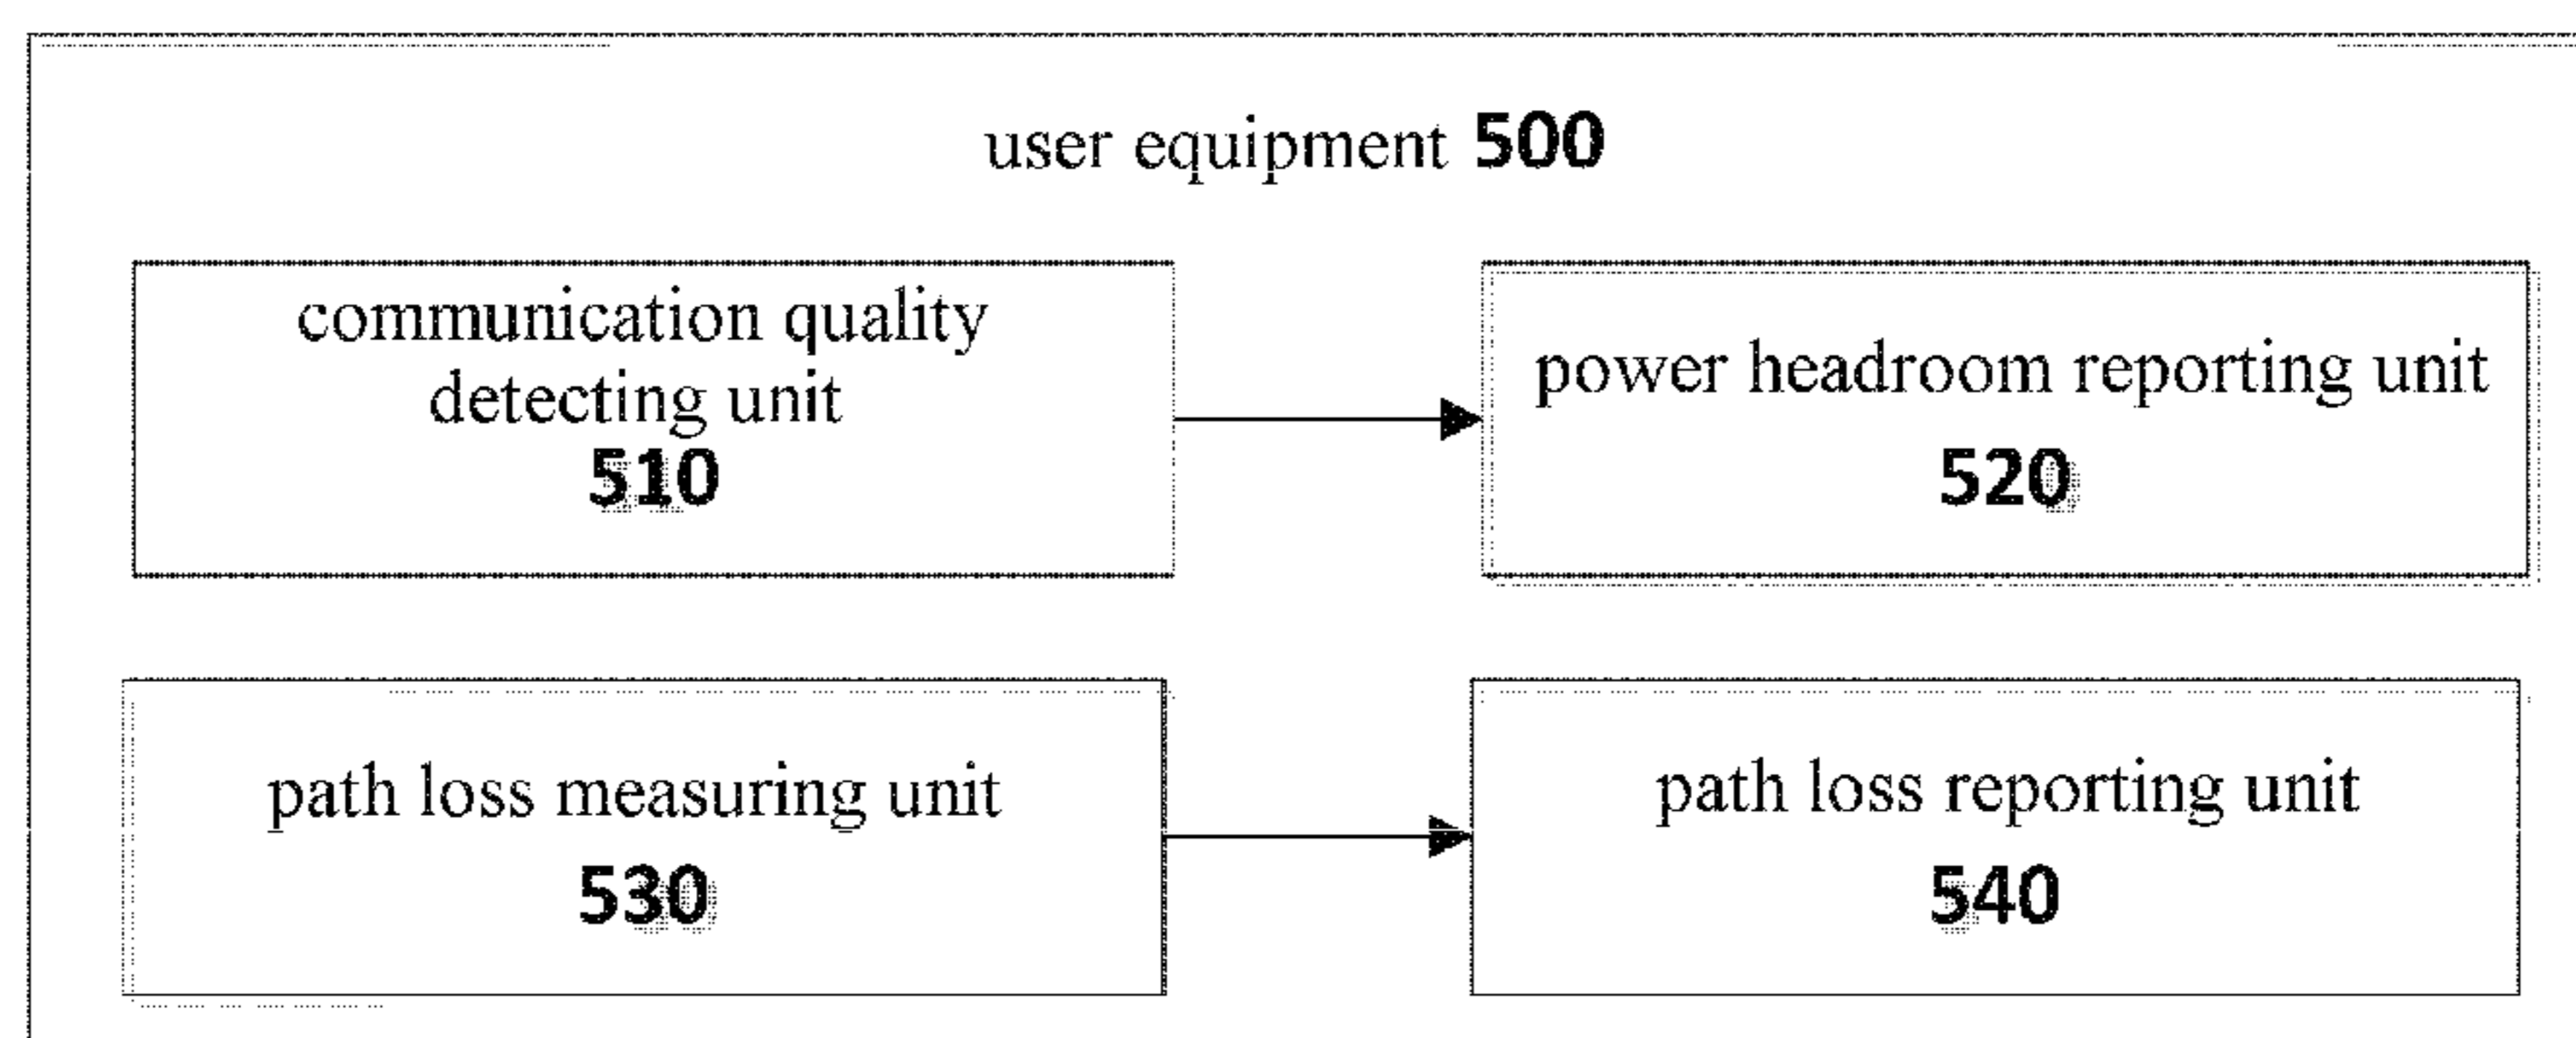 user equipment 500
communication quality
detecting unit
510
power headroom reporting unit
520
path loss measuring unit
530
path loss reporting unit
540